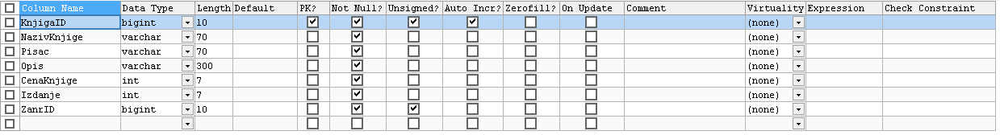 Column Name Data Type Length Default PK? Not Null? Unsigned? Auto Incr? Zerofill? On Update Comment Virtuality Expression Check Constraint
KnjigaID bigint 10 (none)
NazivKnjige varchar 70 (none)
Pisac varchar 70 (none)
Opis varchar 300 (none)
CenaKnjige int 7 (none)
Izdanje int 7 (none)
ZanrID bigint 10 (none)